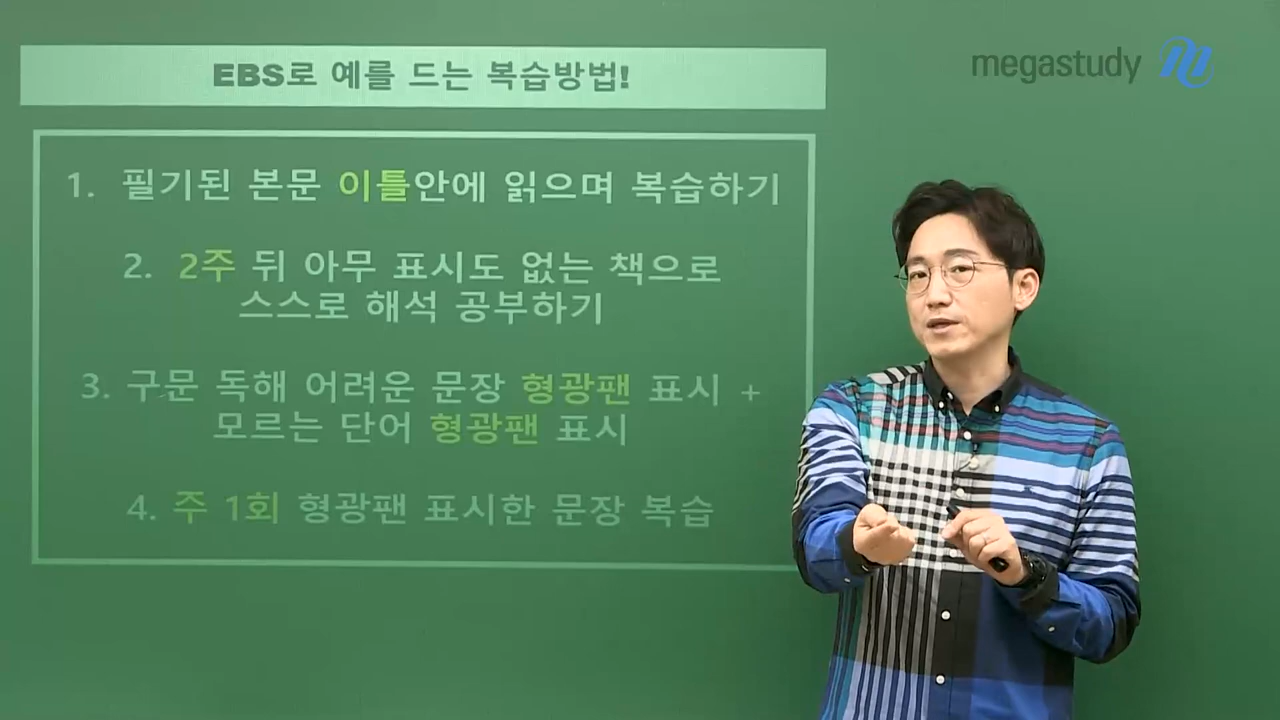 EBS로 예를 드는 복습방법!
megastudy
1. 필기된 본문 이틀안에 읽으며 복습하기
2. 2주 뒤 아무 표시도 없는 책으로
스스로 해석 공부하기
3. 구문 독해 어려운 문장 형광팬 표시 +
모르는 단어 형광팬 표시
4. 주 1회 형광팬 표시한 문장 복습